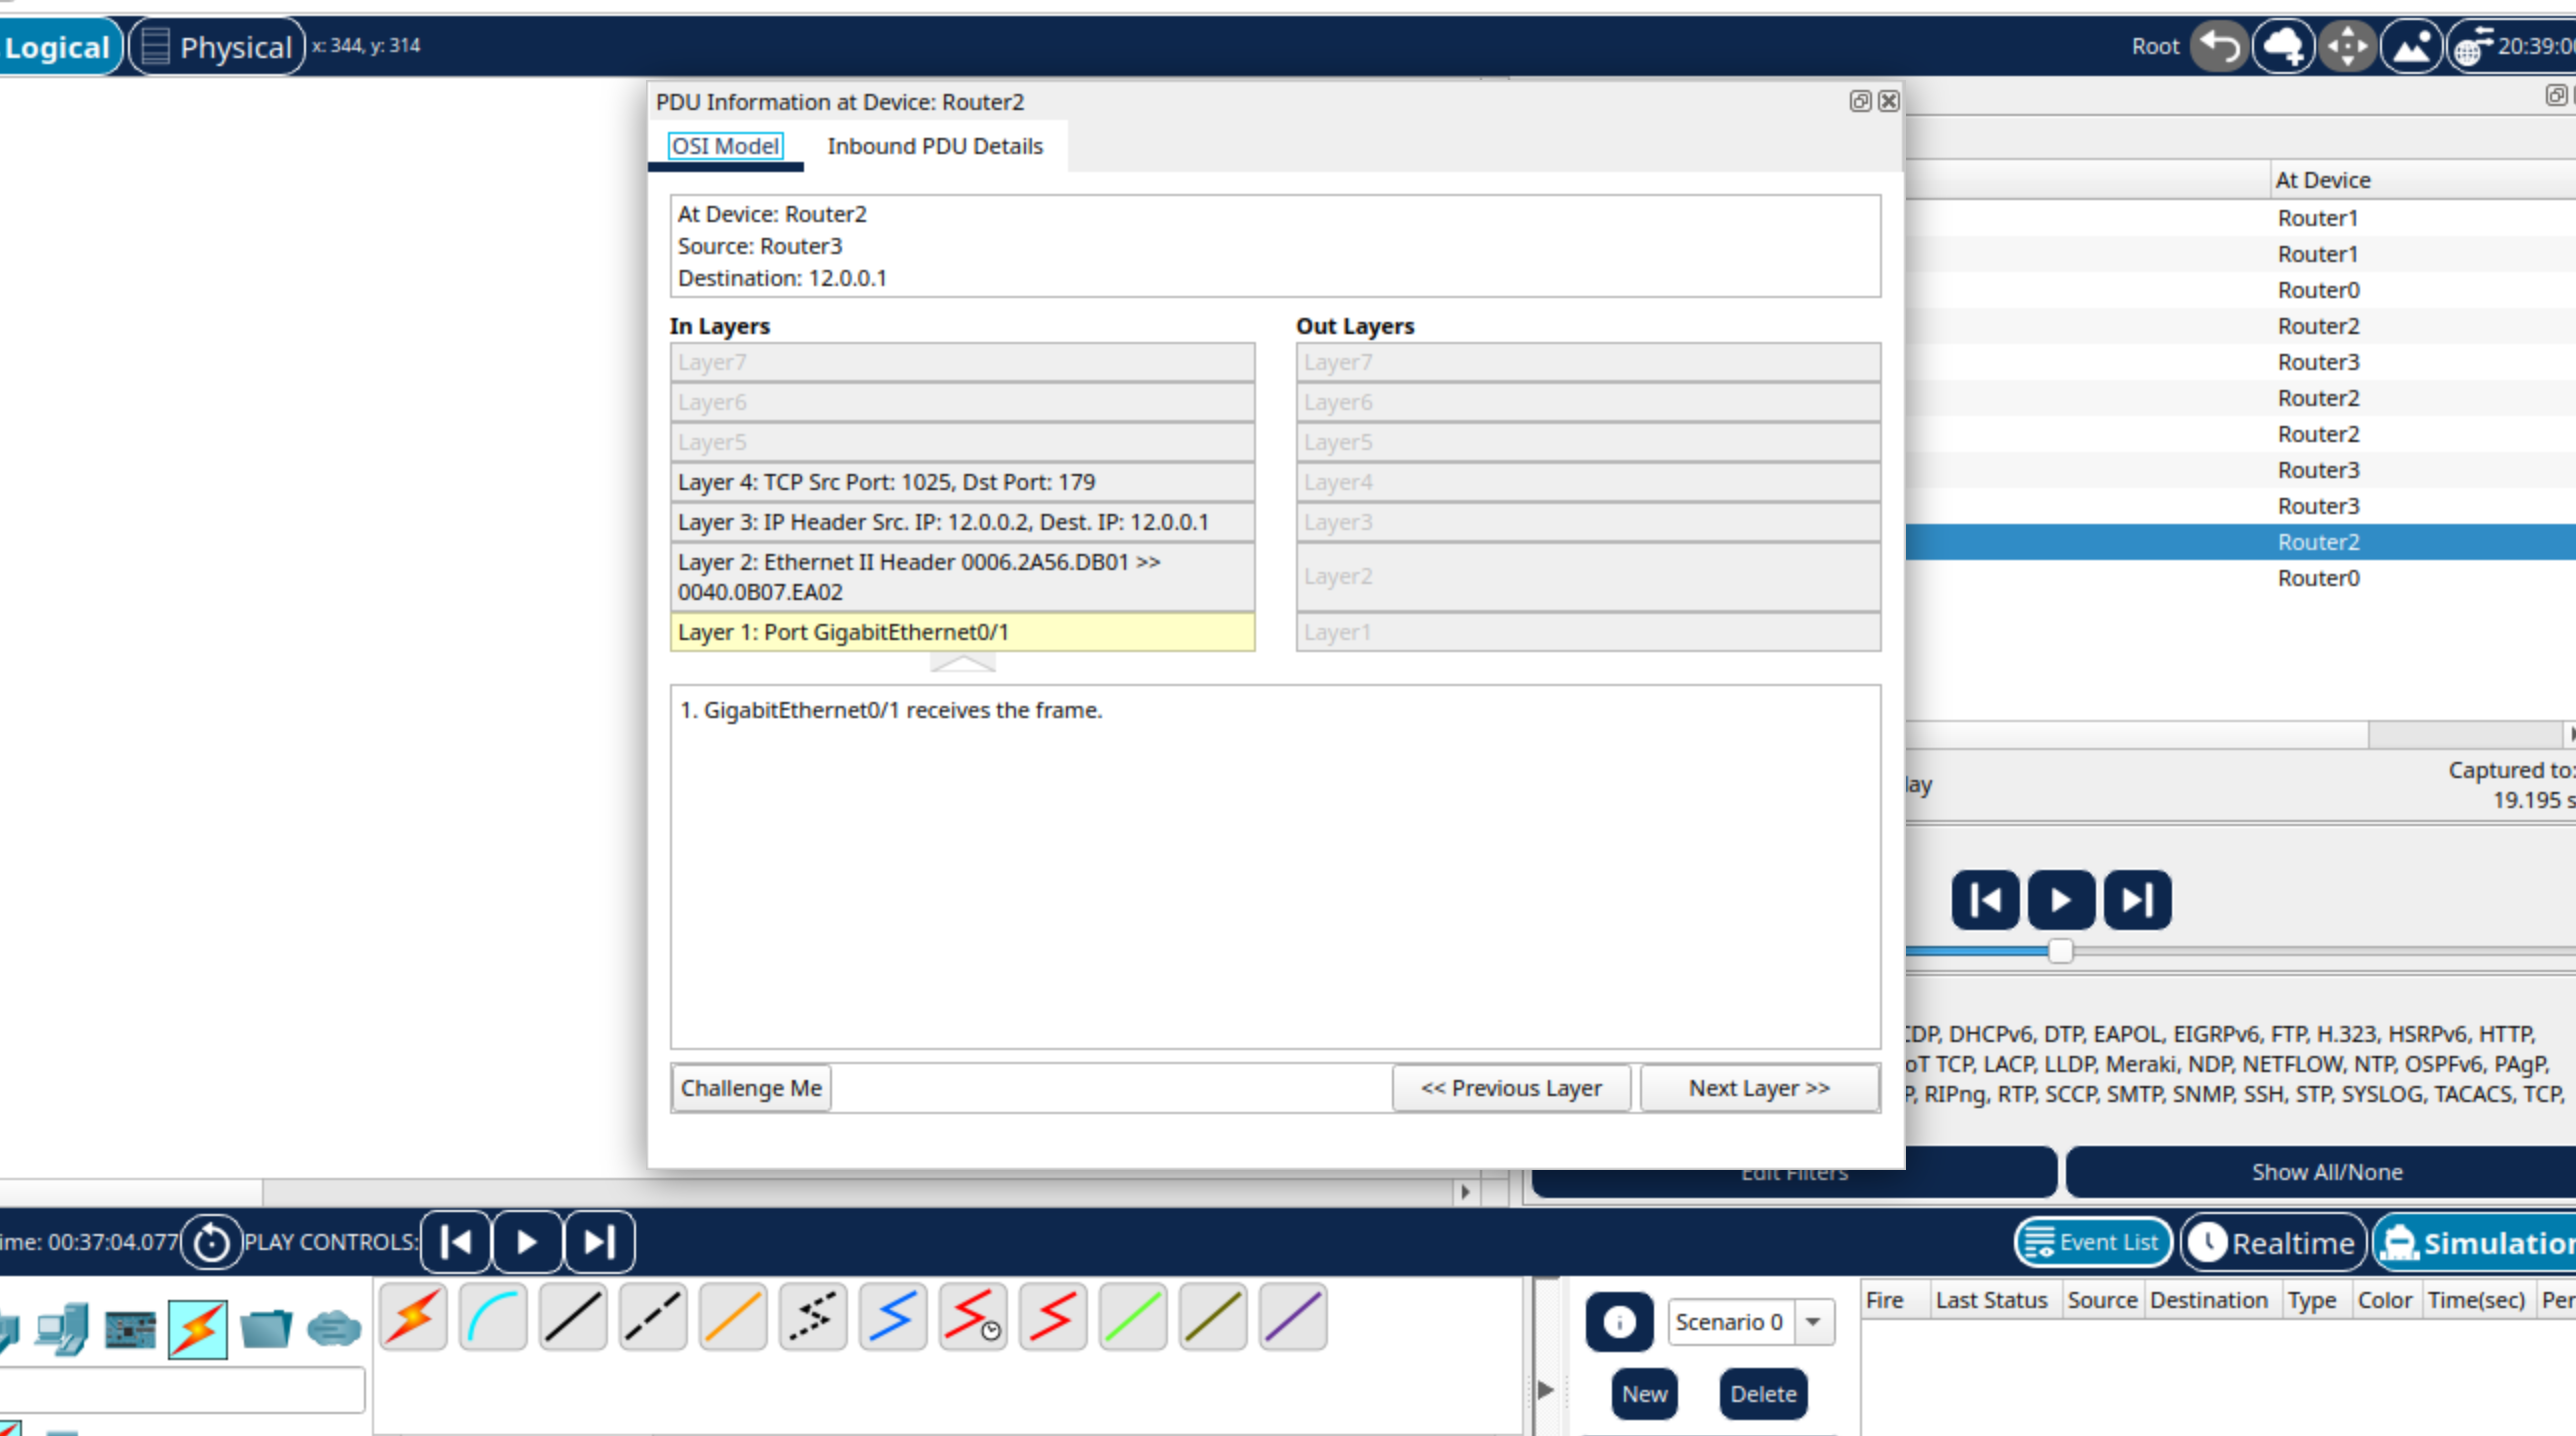 Logical
Physical
x: 344, y: 314
Root
20:39:0
PDU Information at Device: Router2
OSI Model
Inbound PDU Details
At Device: Router2
Source: Router3
Destination: 12.0.0.1
In Layers
Out Layers
Layer7
Layer7
Layer6
Layer6
Layer5
Layer5
Layer 4: TCP Src Port: 1025, Dst Port: 179
Layer4
Layer 3: IP Header Src. IP: 12.0.0.2, Dest. IP: 12.0.0.1
Layer3
Layer 2: Ethernet II Header 0006.2A56.DB01 >>
0040.0B07.EA02
Layer2
Layer 1: Port GigabitEthernet0/1
Layer1
1. GigabitEthernet0/1 receives the frame.
Challenge Me
<< Previous Layer
Next Layer >>
At Device
Router1
Router1
Router0
Router2
Router3
Router2
Router2
Router3
Router3
Router2
Router0
lay
Captured to:
19.195 s
CDP, DHCPv6, DTP, EAPOL, EIGRPv6, FTP, H.323, HSRPv6, HTTP,
oT TCP, LACP, LLDP, Meraki, NDP, NETFLOW, NTP, OSPFv6, PAgP,
P, RIPng, RTP, SCCP, SMTP, SNMP, SSH, STP, SYSLOG, TACACS, TCP,
Edit Filters
Show All/None
ime: 00:37:04.077
PLAY CONTROLS:
Event List
Realtime
Simulation
Scenario 0
New
Delete
Fire
Last Status
Source
Destination
Type
Color
Time(sec)
Per